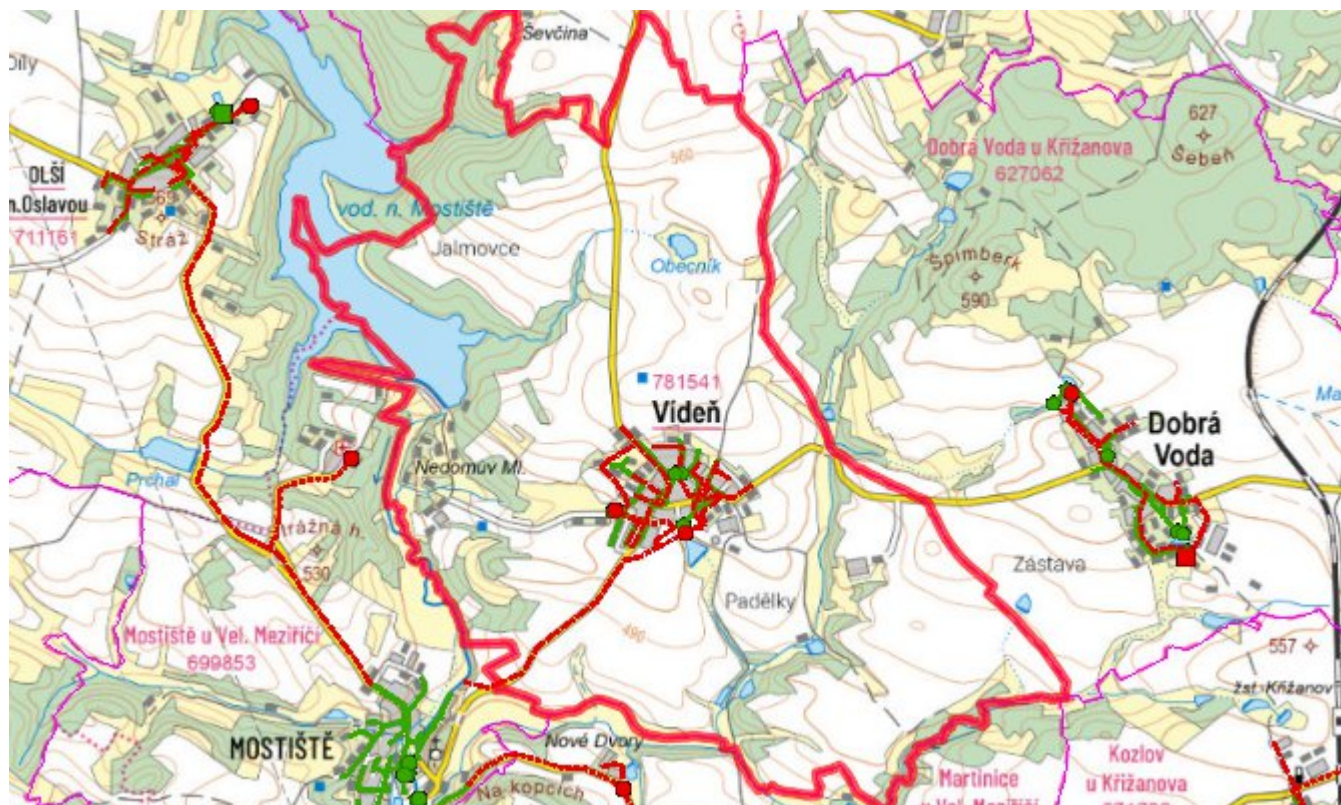 Ševčina
627
Šebeň
Dobrá Voda u Křižanova
627062
560
OLŠÍ
n.Oslavou
711161
Stráž
vod. n. Mostiště
Jalmovce
Obecník
Špimberk
590
781541
Vídeň
Dobrá
Voda
Nedomův Ml.
Prchal
Strážná h.
530
Zástava
Padělky
490
Mostiště u Vel. Meziříčí
699853
557
žst. Křižanov
MOSTIŠTĚ
Nové Dvory
Na kopcích
Martinice
u Vel. Meziříčí
Kozlov
u Křižanova